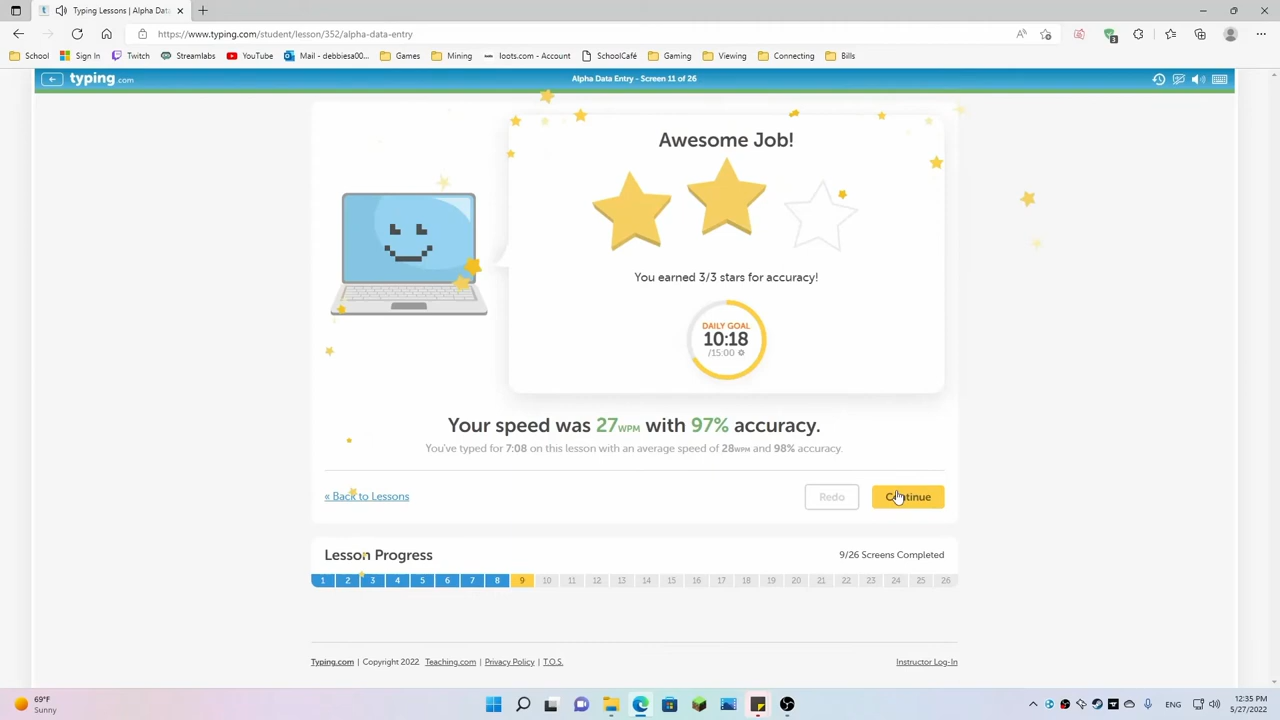 Typing Lessons | Alpha Dat
https://www.typing.com/student/lesson/352/alpha-data-entry
School Sign In Twitch Streamlabs YouTube Mail - debbiesa00... Games Mining loots.com - Account SchoolCafé Gaming Viewing Connecting Bills
typing.com
Alpha Data Entry - Screen 11 of 26
Awesome Job!
You earned 3/3 stars for accuracy!
DAILY GOAL
10:18
/15:00
Your speed was 27WPM with 97% accuracy.
You've typed for 7:08 on this lesson with an average speed of 28WPM and 98% accuracy.
« Back to Lessons
Redo
Continue
Lesson Progress
9/26 Screens Completed
1 2 3 4 5 6 7 8 9 10 11 12 13 14 15 16 17 18 19 20 21 22 23 24 25 26
Typing.com | Copyright 2022 Teaching.com | Privacy Policy | T.O.S.
Instructor Log-In
69°F
Sunny
ENG
12:35 PM
5/27/2022